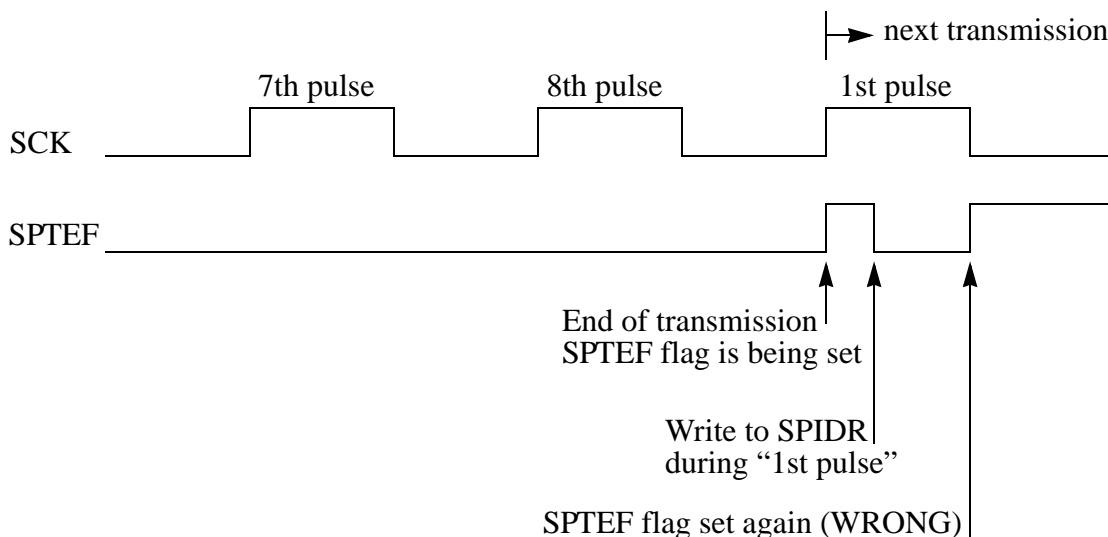 next transmission
7th pulse
8th pulse
1st pulse
SCK
SPTEF
End of transmission
SPTEF flag is being set
Write to SPIDR
during “1st pulse”
SPTEF flag set again (WRONG)